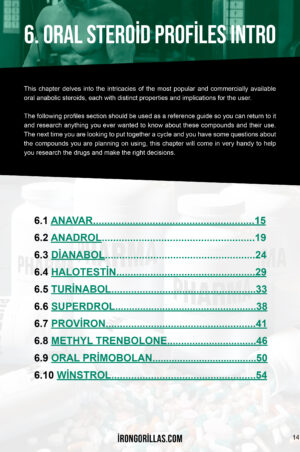 6. ORAL STEROİD PROFİLES INTRO
This chapter delves into the intricacies of the most popular and commercially available
oral anabolic steroids, each with distinct properties and implications for the user.
The following profiles section should be used as a reference guide so you can return to it
and research anything you ever wanted to know about these compounds and their use.
The next time you are looking to put together a cycle and you have some questions about
the compounds you are planning on using, this chapter will come in very handy to help
you research the drugs and make the right decisions.
6.1 ANAVAR...15
6.2 ANADROL...19
6.3 DİANABOL...24
6.4 HALOTESTİN...29
6.5 TURİNABOL...33
6.6 SUPERDROL...38
6.7 PROVİRON...41
6.8 METHYL TRENBOLONE...46
6.9 ORAL PRİMOBOLAN...50
6.10 WİNSTROL...54
PHARMA
İRONGORİLLAS.COM
14